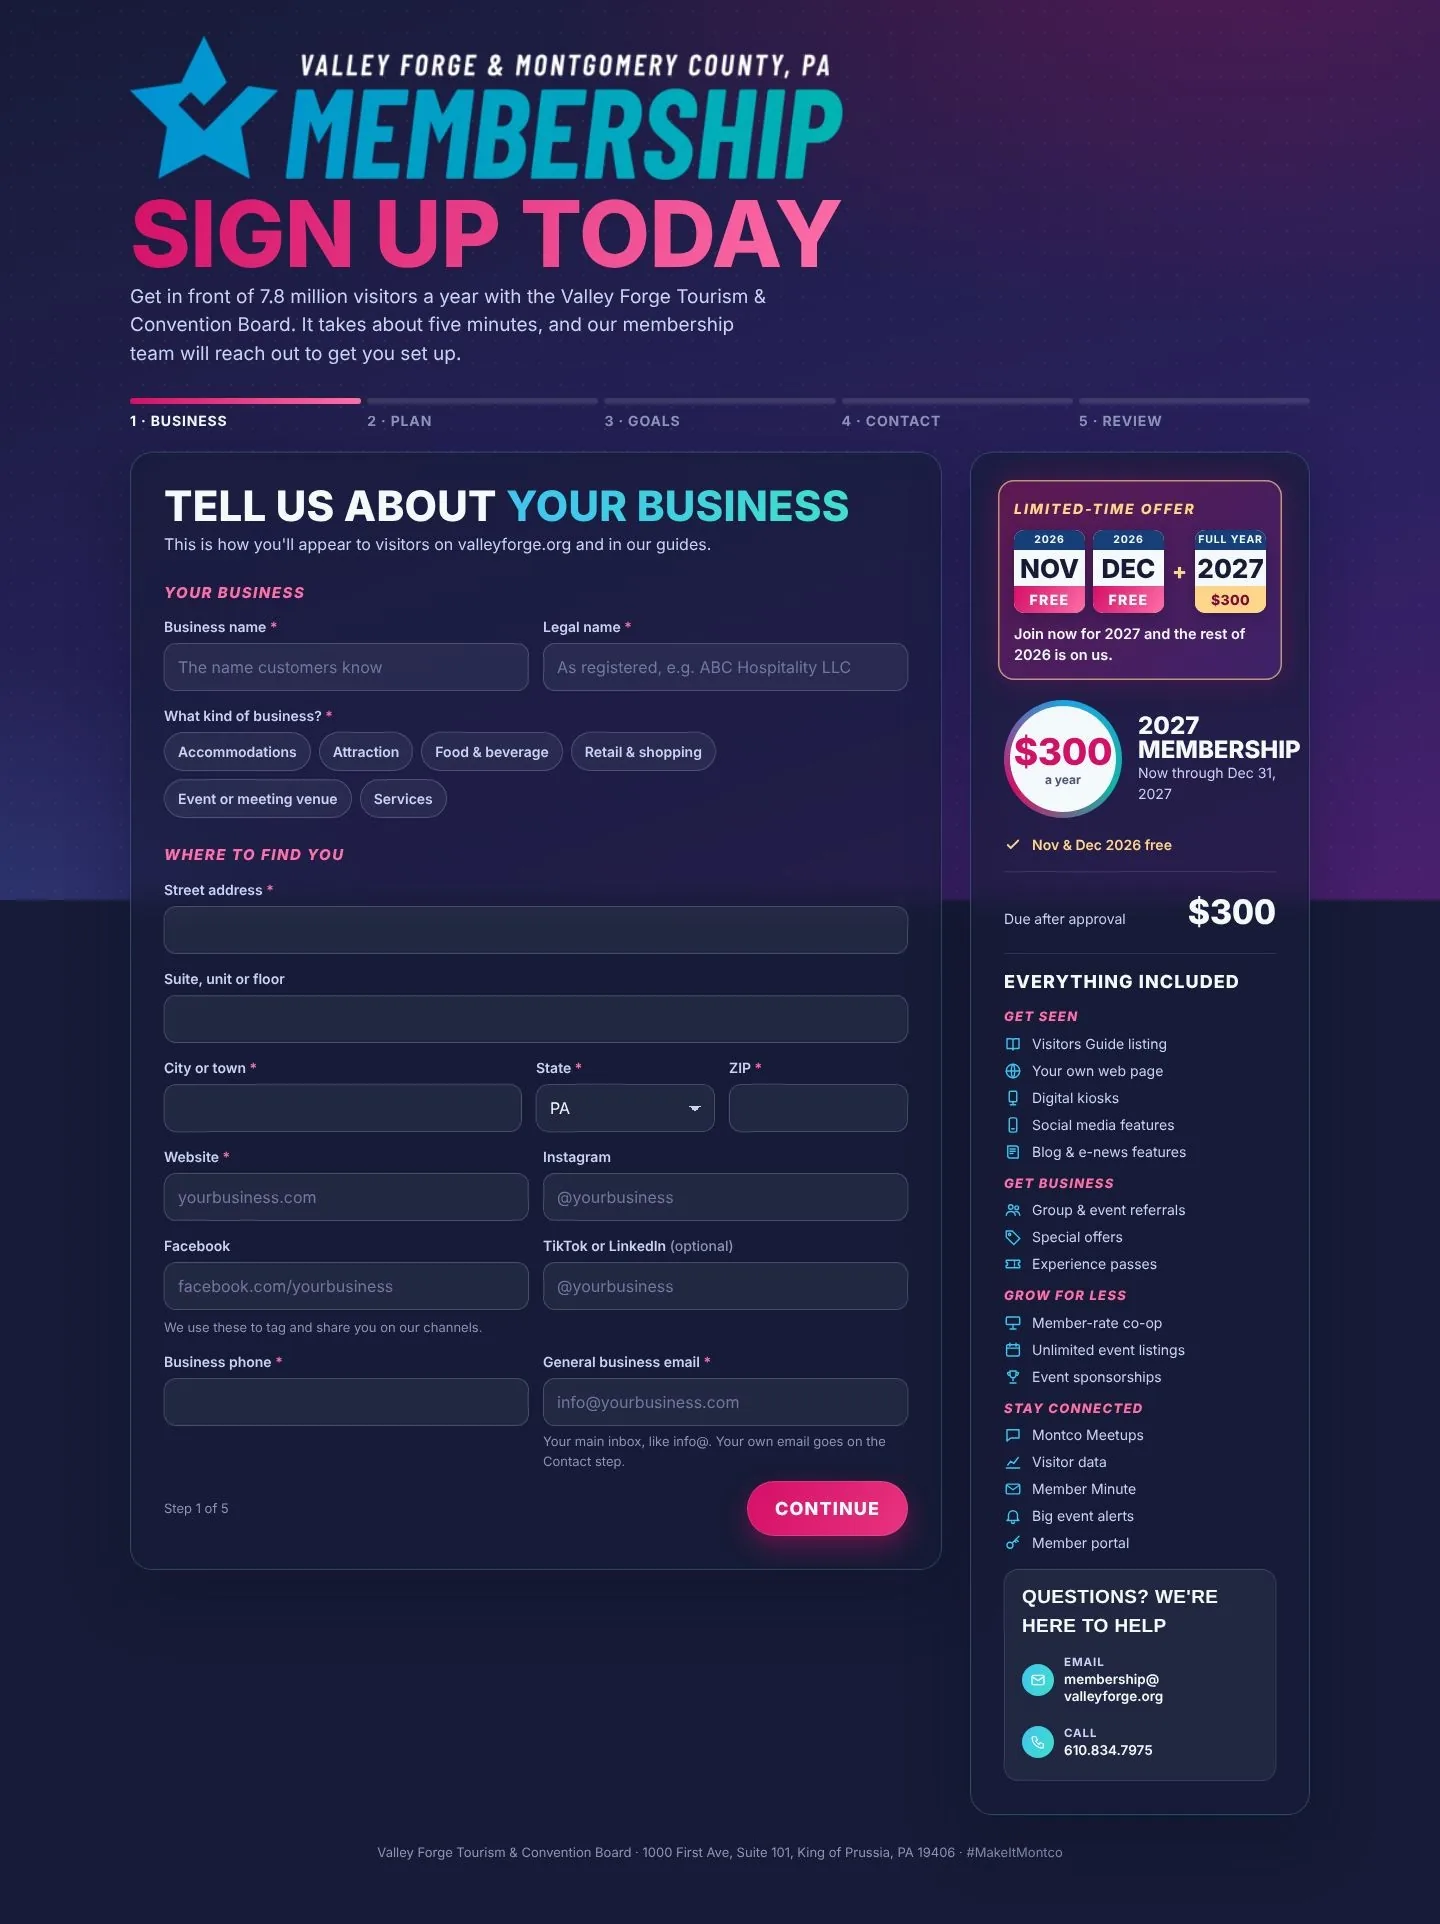 VALLEY FORGE & MONTGOMERY COUNTY, PA
MEMBERSHIP
SIGN UP TODAY
Get in front of 7.8 million visitors a year with the Valley Forge Tourism &
Convention Board. It takes about five minutes, and our membership
team will reach out to get you set up.
1 · BUSINESS
2 · PLAN
3 · GOALS
4 · CONTACT
5 · REVIEW
TELL US ABOUT YOUR BUSINESS
This is how you'll appear to visitors on valleyforge.org and in our guides.
YOUR BUSINESS
Business name *
Legal name *
The name customers know
As registered, e.g. ABC Hospitality LLC
What kind of business? *
Accommodations
Attraction
Food & beverage
Retail & shopping
Event or meeting venue
Services
WHERE TO FIND YOU
Street address *
Suite, unit or floor
City or town *
State *
ZIP *
PA
Website *
Instagram
yourbusiness.com
@yourbusiness
Facebook
TikTok or LinkedIn (optional)
facebook.com/yourbusiness
@yourbusiness
We use these to tag and share you on our channels.
Business phone *
General business email *
info@yourbusiness.com
Your main inbox, like info@. Your own email goes on the
Contact step.
Step 1 of 5
CONTINUE
LIMITED-TIME OFFER
2026
NOV
FREE
2026
DEC
FREE
+
FULL YEAR
2027
$300
Join now for 2027 and the rest of
2026 is on us.
$300
a year
2027
MEMBERSHIP
Now through Dec 31,
2027
Nov & Dec 2026 free
Due after approval
$300
EVERYTHING INCLUDED
GET SEEN
Visitors Guide listing
Your own web page
Digital kiosks
Social media features
Blog & e-news features
GET BUSINESS
Group & event referrals
Special offers
Experience passes
GROW FOR LESS
Member-rate co-op
Unlimited event listings
Event sponsorships
STAY CONNECTED
Montco Meetups
Visitor data
Member Minute
Big event alerts
Member portal
QUESTIONS? WE'RE
HERE TO HELP
EMAIL
membership@
valleyforge.org
CALL
610.834.7975
Valley Forge Tourism & Convention Board · 1000 First Ave, Suite 101, King of Prussia, PA 19406 · #MakeItMontco